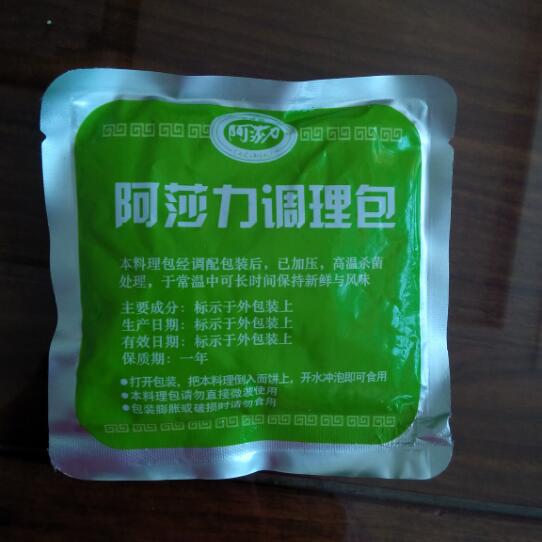 阿莎力
阿莎力调理包
本料理包经调配包装后，已加压，高温杀菌
处理，于常温中可长时间保持新鲜与风味
主要成分：标示于外包装上
生产日期：标示于外包装上
有效日期：标示于外包装上
保质期：一年
●打开包装，把本料理倒入面饼上，开水冲泡即可食用
●本料理包请勿直接微波使用
●包装膨胀或破损时请勿食用